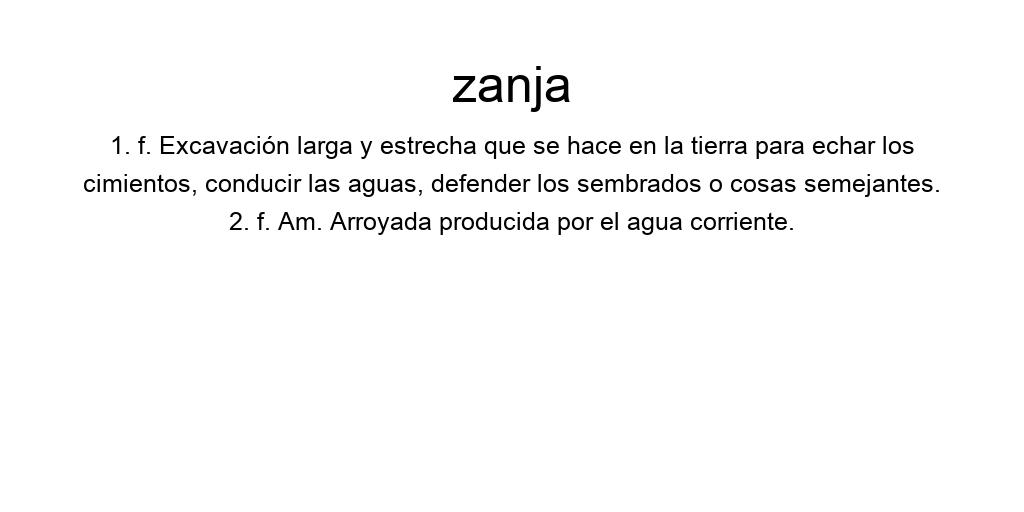 zanja
1. f. Excavación larga y estrecha que se hace en la tierra para echar los
cimientos, conducir las aguas, defender los sembrados o cosas semejantes.
2. f. Am. Arroyada producida por el agua corriente.